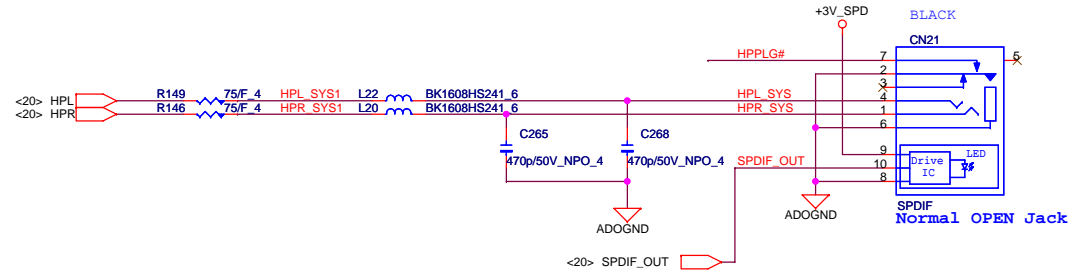 +3V_SPD
BLACK
CN21
HPPLG#
7
5
2
3
<20> HPL
R149
75/F_4
HPL_SYS1
L22
BK1608HS241_6
HPL_SYS
4
<20> HPR
R146
75/F_4
HPR_SYS1
L20
BK1608HS241_6
HPR_SYS
1
6
C265
470p/50V_NPO_4
C268
470p/50V_NPO_4
9
SPDIF_OUT
10
8
Drive
IC
LED
ADOGND
ADOGND
SPDIF
Normal OPEN Jack
<20> SPDIF_OUT